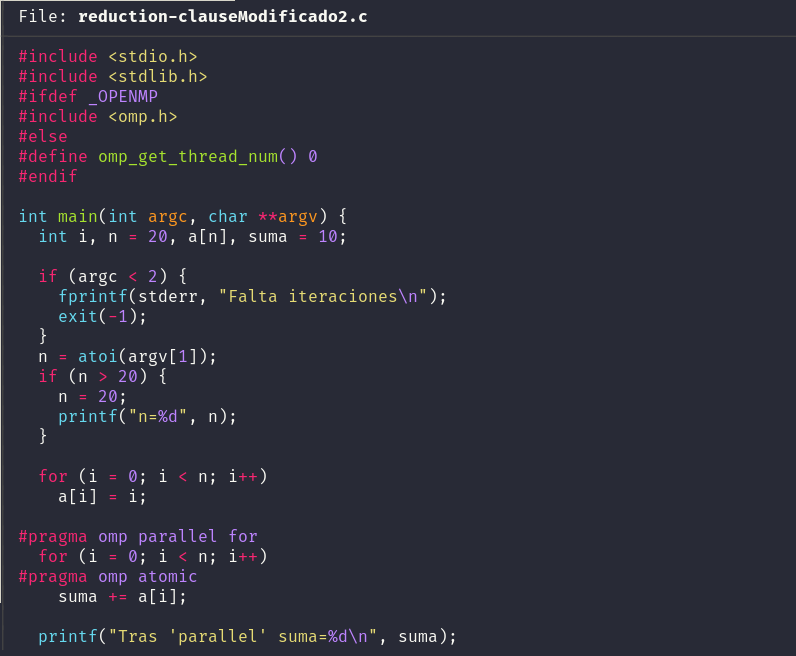 File: reduction-clauseModificado2.c
#include <stdio.h>
#include <stdlib.h>
#ifdef _OPENMP
#include <omp.h>
#else
#define omp_get_thread_num() 0
#endif
int main(int argc, char **argv) {
  int i, n = 20, a[n], suma = 10;
  if (argc < 2) {
    fprintf(stderr, "Falta iteraciones\n");
    exit(-1);
  }
  n = atoi(argv[1]);
  if (n > 20) {
    n = 20;
    printf("n=%d", n);
  }
  for (i = 0; i < n; i++)
    a[i] = i;
#pragma omp parallel for
  for (i = 0; i < n; i++)
#pragma omp atomic
    suma += a[i];
  printf("Tras 'parallel' suma=%d\n", suma);